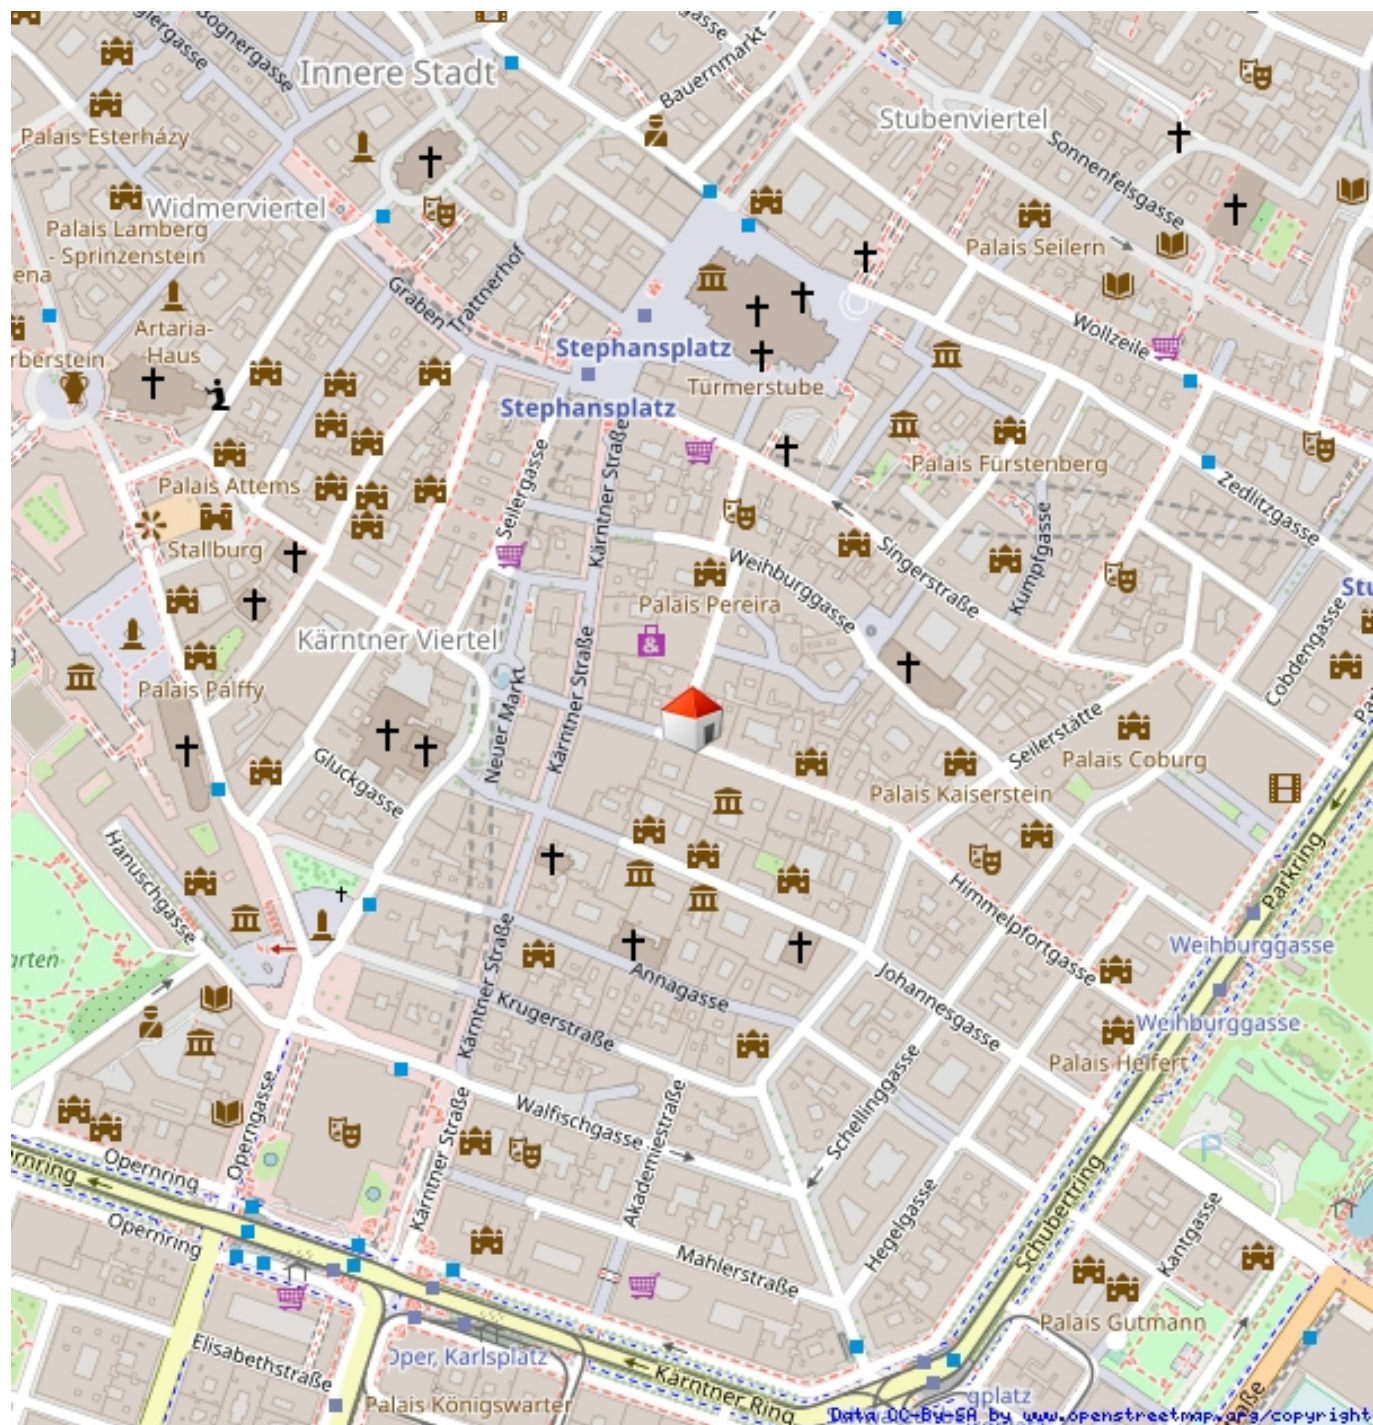 Bognergasse
Innere Stadt
Bauernmarkt
Palais Esterházy
Stubenviertel
Sonnenfelsgasse
Widmerviertel
Palais Lamberg
- Sprinzenstein
Palais Seilern
Graben
Trattnerhof
Artaria-
Haus
Wollzeile
Stephansplatz
Türmerstube
Stephansplatz
Palais Attems
Seilergasse
Kärntner Straße
Palais Fürstenberg
Zedlitzgasse
Stallburg
Weihburggasse
Singerstraße
Kumpfgasse
Palais Pereira
Kärntner Viertel
&
Cobdengasse
Palais Pálffy
Neuer Markt
Kärntner Straße
Seilerstätte
Palais Coburg
Gluckgasse
Palais Kaiserstein
Hanuschgasse
Parkring
Himmelpfortgasse
Weihburggasse
Annagasse
Johannesgasse
Krugerstraße
Kärntner Straße
Weihburggasse
Palais Helfert
Operngasse
Walfischgasse
Akademiestraße
Schellinggasse
P
Opernring
Kärntner Straße
Hegelgasse
Schubertring
Kantgasse
Opernring
Mahlerstraße
Palais Gutmann
Elisabethstraße
Oper, Karlsplatz
Kärntner Ring
Palais Königswarter
gplatz
Data CC-By-SA by www.openstreetmap.org/copyright